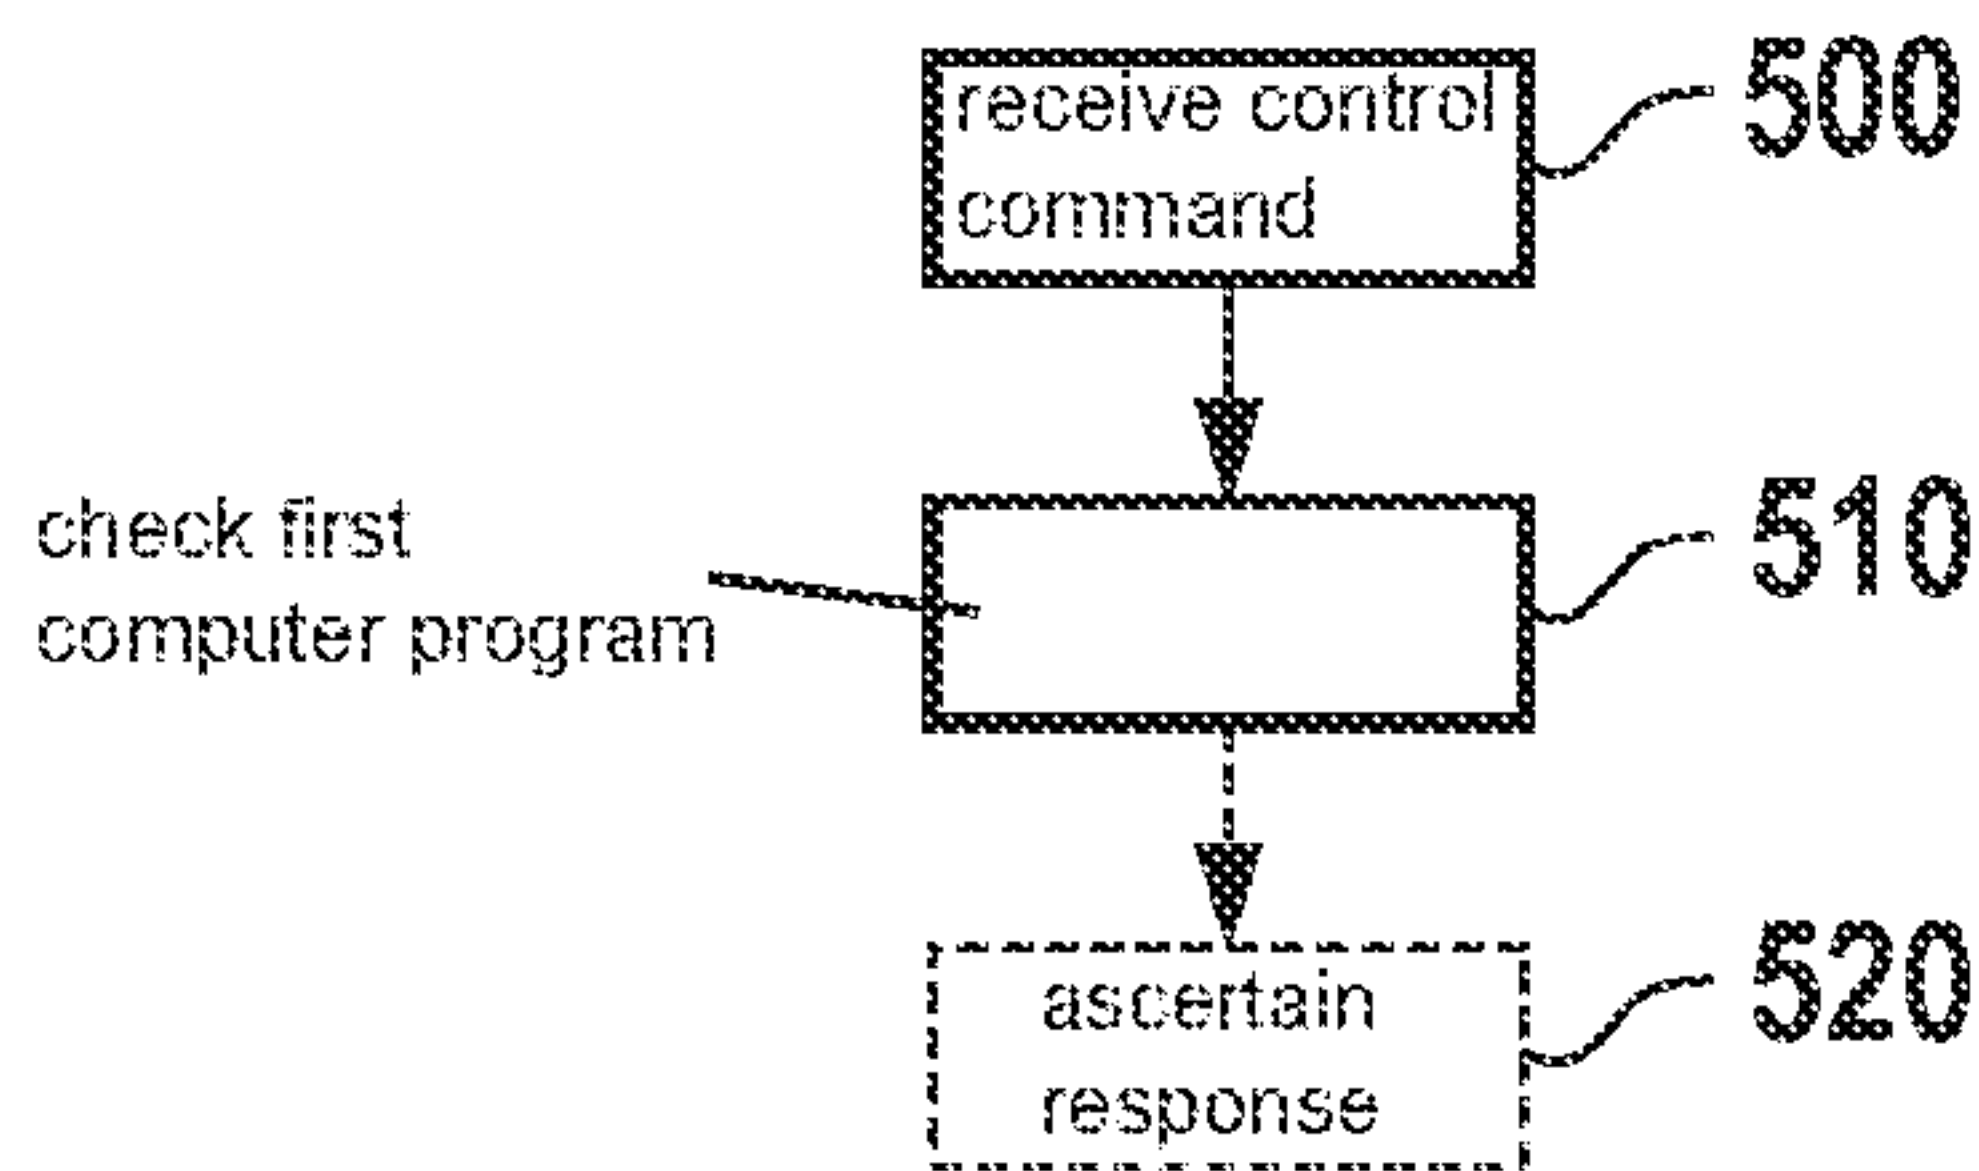 receive control
command
500
check first
computer program
510
ascertain
response
520